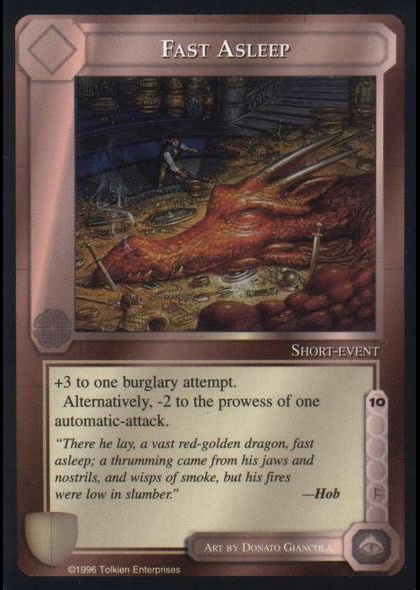 Fast Asleep
Short-event
+3 to one burglary attempt.
Alternatively, -2 to the prowess of one
automatic-attack.
“There he lay, a vast red-golden dragon, fast
asleep; a thrumming came from his jaws and
nostrils, and wisps of smoke, but his fires
were low in slumber.” —Hob
10
F
Art by Donato Giancola
©1996 Tolkien Enterprises